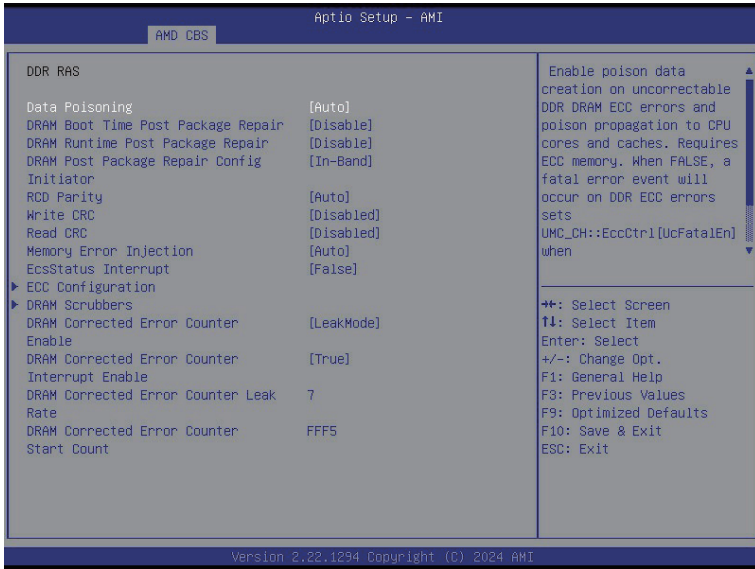 Aptio Setup – AMI
AMD CBS
DDR RAS
Data Poisoning [Auto]
DRAM Boot Time Post Package Repair [Disable]
DRAM Runtime Post Package Repair [Disable]
DRAM Post Package Repair Config [In-Band]
Initiator
RCD Parity [Auto]
Write CRC [Disabled]
Read CRC [Disabled]
Memory Error Injection [Auto]
EcsStatus Interrupt [False]
ECC Configuration
DRAM Scrubbers
DRAM Corrected Error Counter [LeakMode]
Enable
DRAM Corrected Error Counter [True]
Interrupt Enable
DRAM Corrected Error Counter Leak 7
Rate
DRAM Corrected Error Counter FFF5
Start Count
Enable poison data
creation on uncorrectable
DDR DRAM ECC errors and
poison propagation to CPU
cores and caches. Requires
ECC memory. When FALSE, a
fatal error event will
occur on DDR ECC errors
sets
UMC_CH::EccCtrl[UcFatalEn]
when
→←: Select Screen
↑↓: Select Item
Enter: Select
+/-: Change Opt.
F1: General Help
F3: Previous Values
F9: Optimized Defaults
F10: Save & Exit
ESC: Exit
Version 2.22.1294 Copyright (C) 2024 AMI